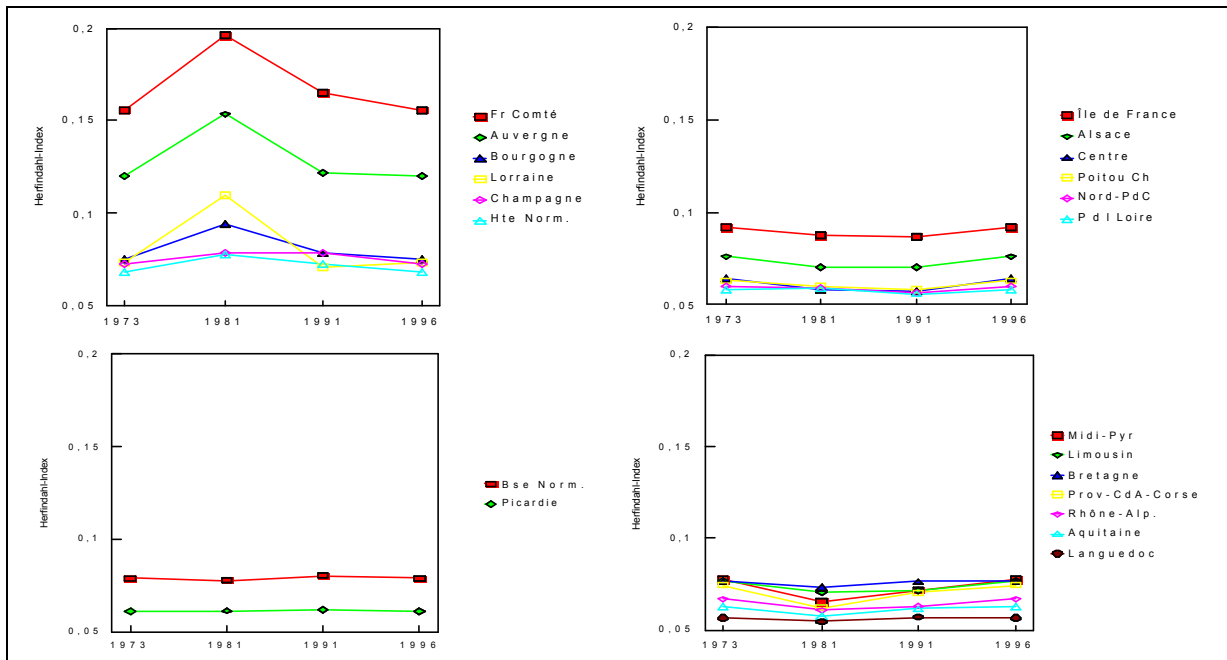 0,2
0,15
0,1
0,05
Herfindahl-Index
1973 1981 1991 1996
Fr Comté
Auvergne
Bourgogne
Lorraine
Champagne
Hte Norm.
0,2
0,15
0,1
0,05
Herfindahl-Index
1973 1981 1991 1996
Île de France
Alsace
Centre
Poitou Ch
Nord-PdC
P d l Loire
0,2
0,15
0,1
0,05
Herfindahl-Index
1973 1981 1991 1996
Bse Norm.
Picardie
0,2
0,15
0,1
0,05
Herfindahl-Index
1973 1981 1991 1996
Midi-Pyr
Limousin
Bretagne
Prov-CdA-Corse
Rhône-Alp.
Aquitaine
Languedoc